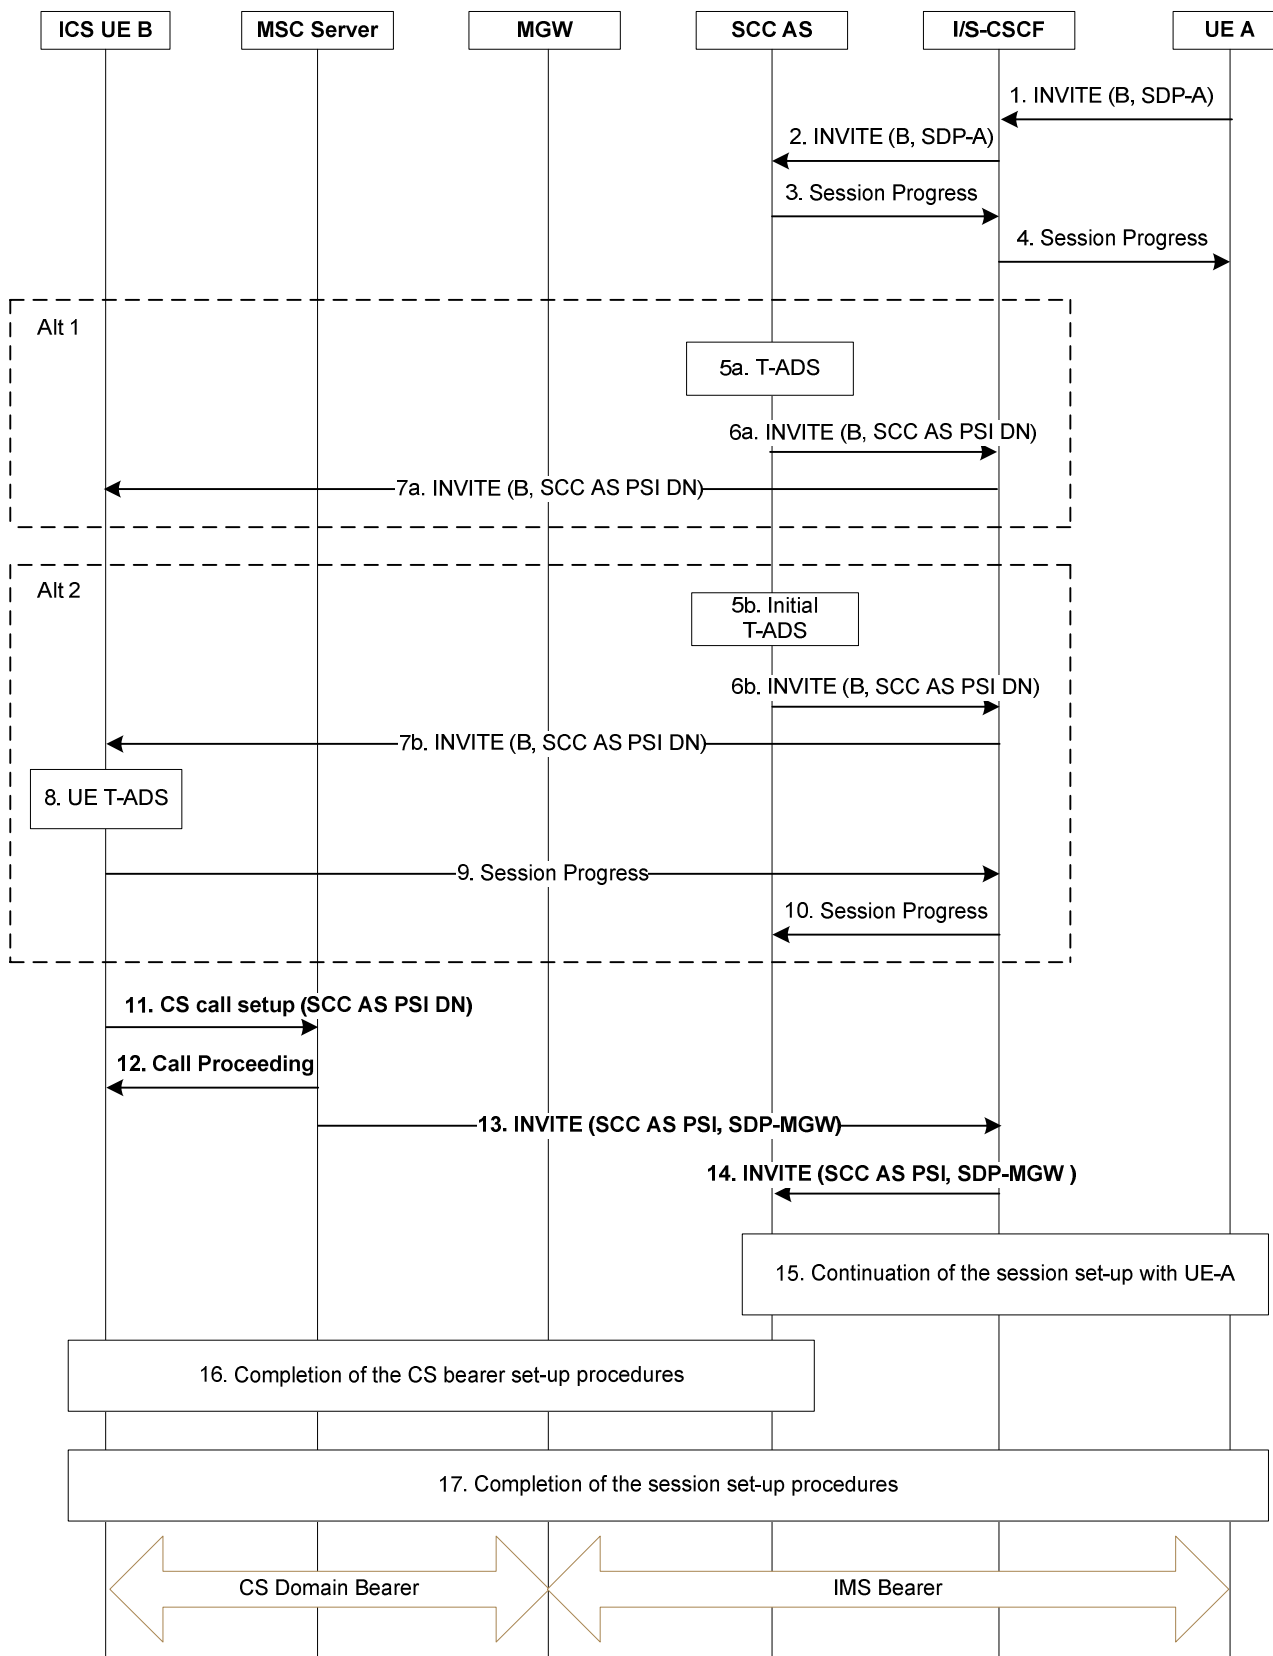 ICS UE B
MSC Server
MGW
SCC AS
I/S-CSCF
UE A
1. INVITE (B, SDP-A)
2. INVITE (B, SDP-A)
3. Session Progress
4. Session Progress
Alt 1
5a. T-ADS
6a. INVITE (B, SCC AS PSI DN)
7a. INVITE (B, SCC AS PSI DN)
Alt 2
5b. Initial
T-ADS
6b. INVITE (B, SCC AS PSI DN)
7b. INVITE (B, SCC AS PSI DN)
8. UE T-ADS
9. Session Progress
10. Session Progress
11. CS call setup (SCC AS PSI DN)
12. Call Proceeding
13. INVITE (SCC AS PSI, SDP-MGW)
14. INVITE (SCC AS PSI, SDP-MGW )
15. Continuation of the session set-up with UE-A
16. Completion of the CS bearer set-up procedures
17. Completion of the session set-up procedures
CS Domain Bearer
IMS Bearer